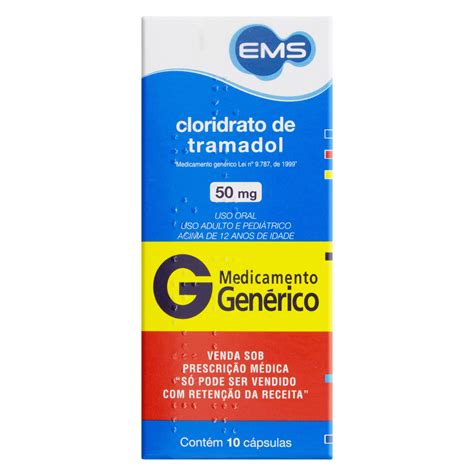 EMS
cloridrato de
tramadol
"Medicamento genérico Lei nº 9.787, de 1999"
50 mg
USO ORAL
USO ADULTO E PEDIÁTRICO
ACIMA DE 12 ANOS DE IDADE
G Medicamento
Genérico
VENDA SOB
PRESCRIÇÃO MÉDICA
"SÓ PODE SER VENDIDO
COM RETENÇÃO DA RECEITA"
Contém 10 cápsulas